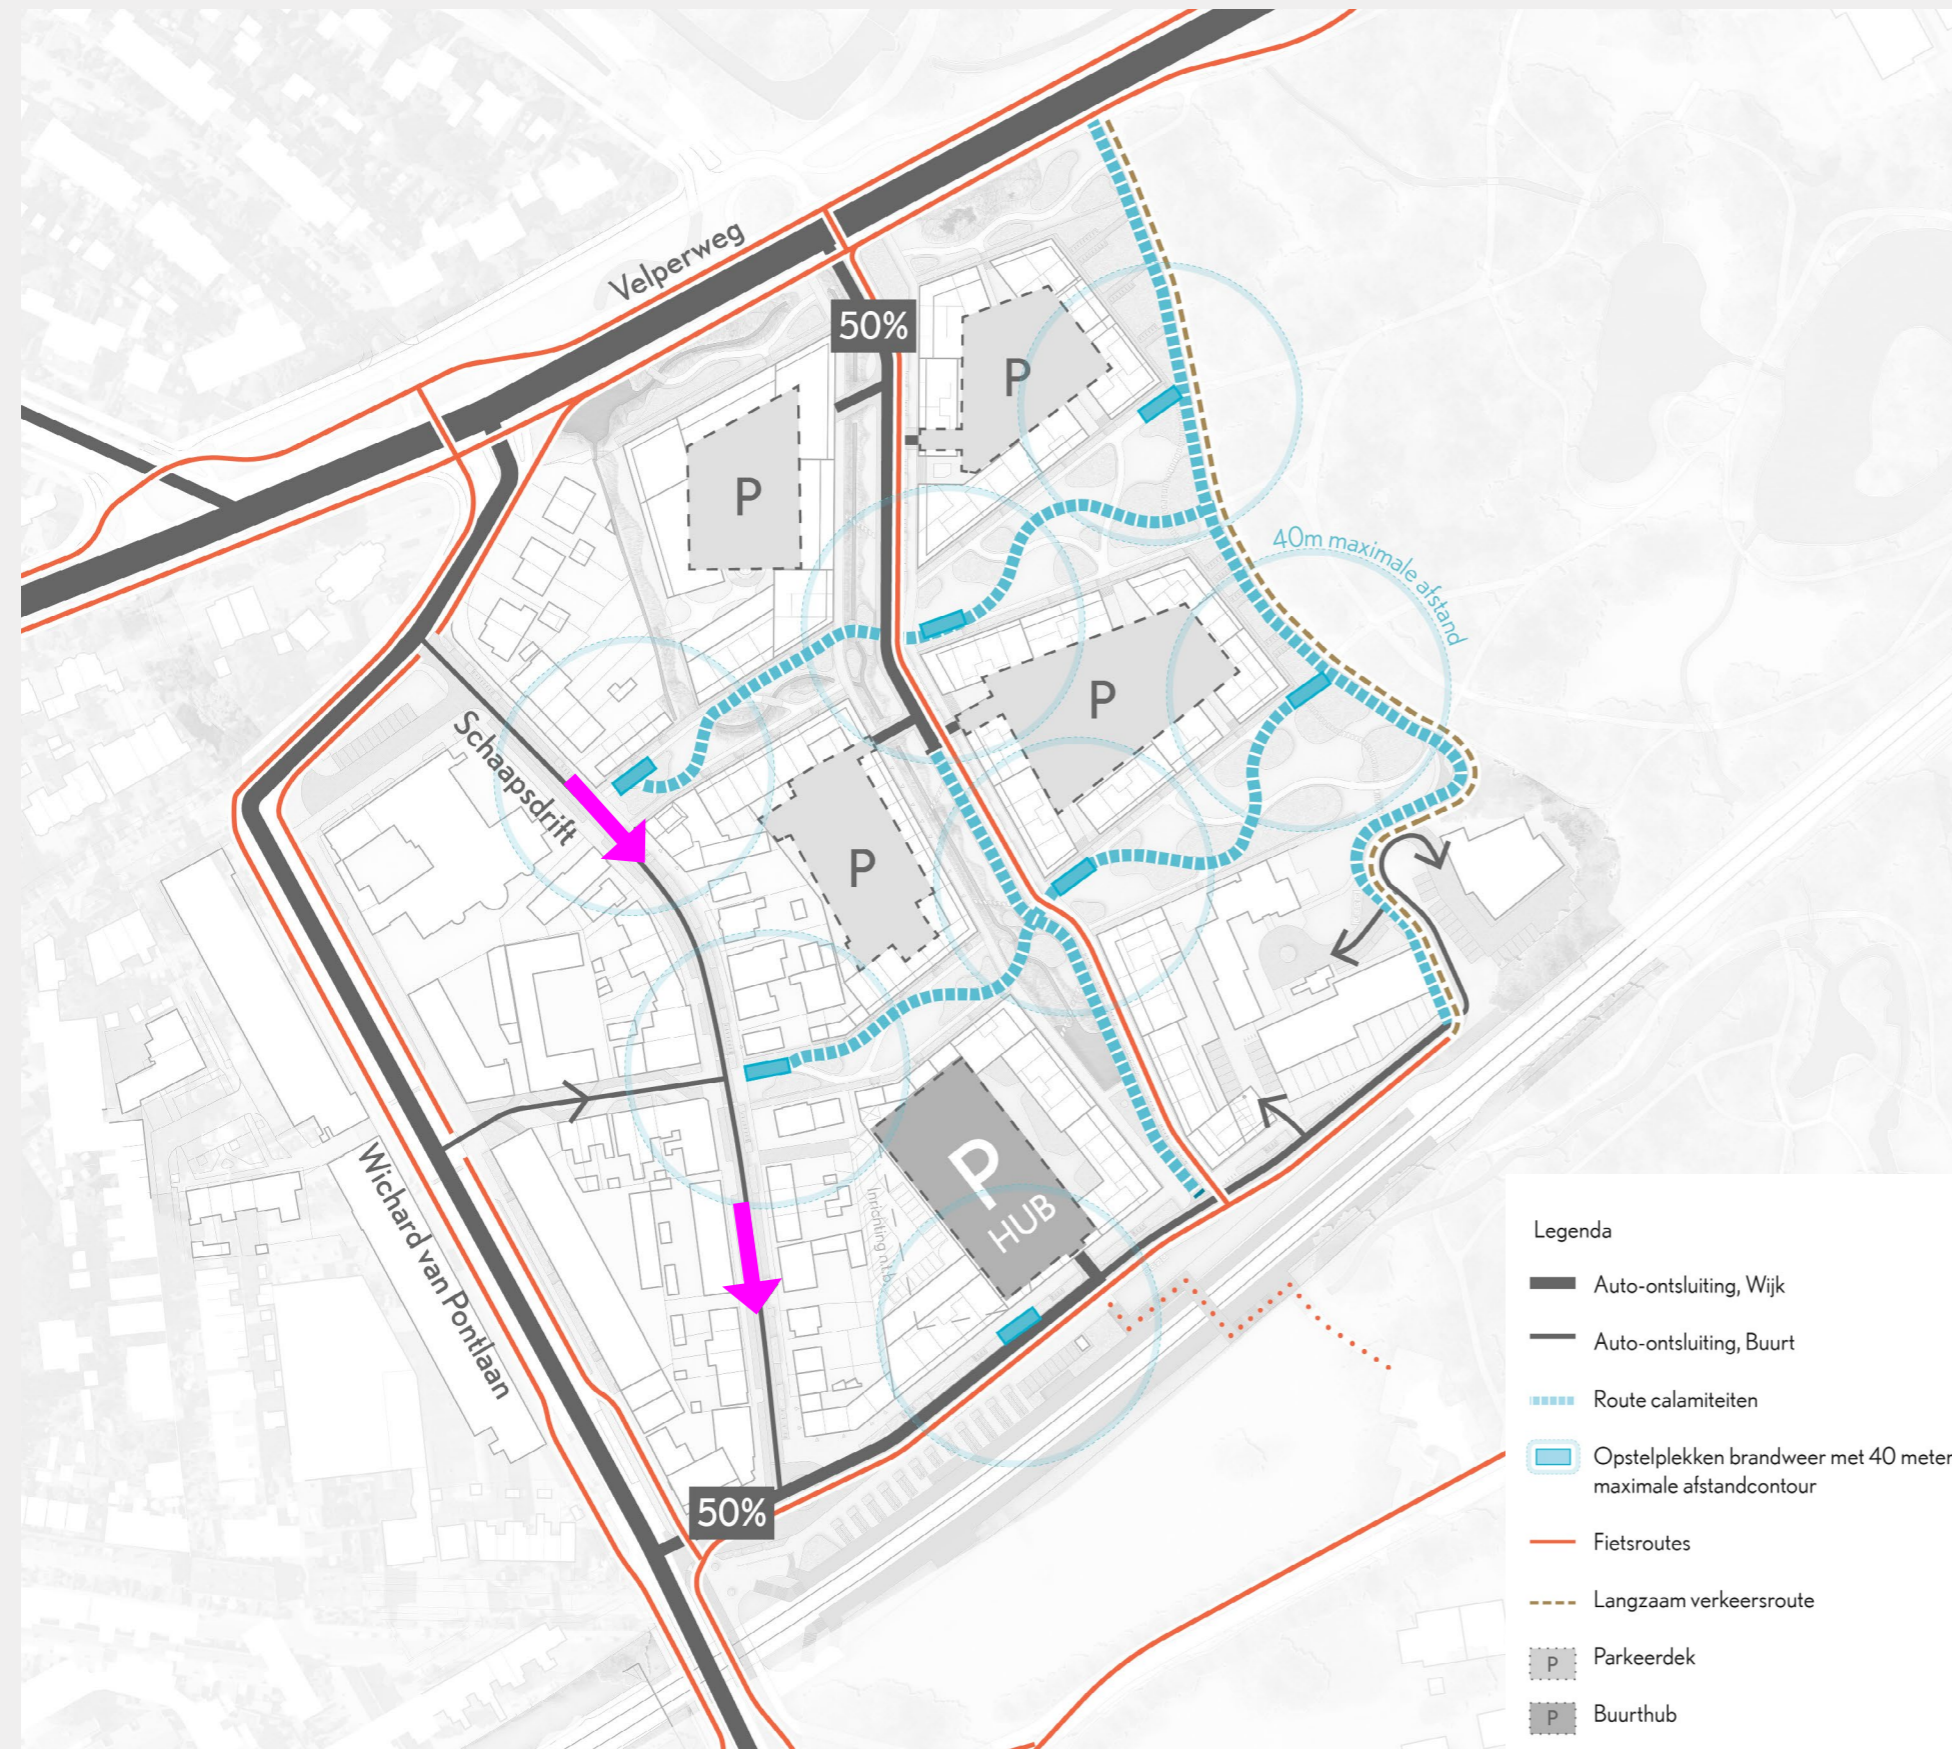 Velperweg
50%
P
P
40m maximale afstand
P
Schaapsdrift
P
P
HUB
Wichard van Pontlaan
Inrichting n.t.b.
50%
Legenda
Auto-ontsluiting, Wijk
Auto-ontsluiting, Buurt
Route calamiteiten
Opstelplekken brandweer met 40 meter
maximale afstandcontour
Fietsroutes
Langzaam verkeersroute
P
Parkeerdek
P
Buurthub